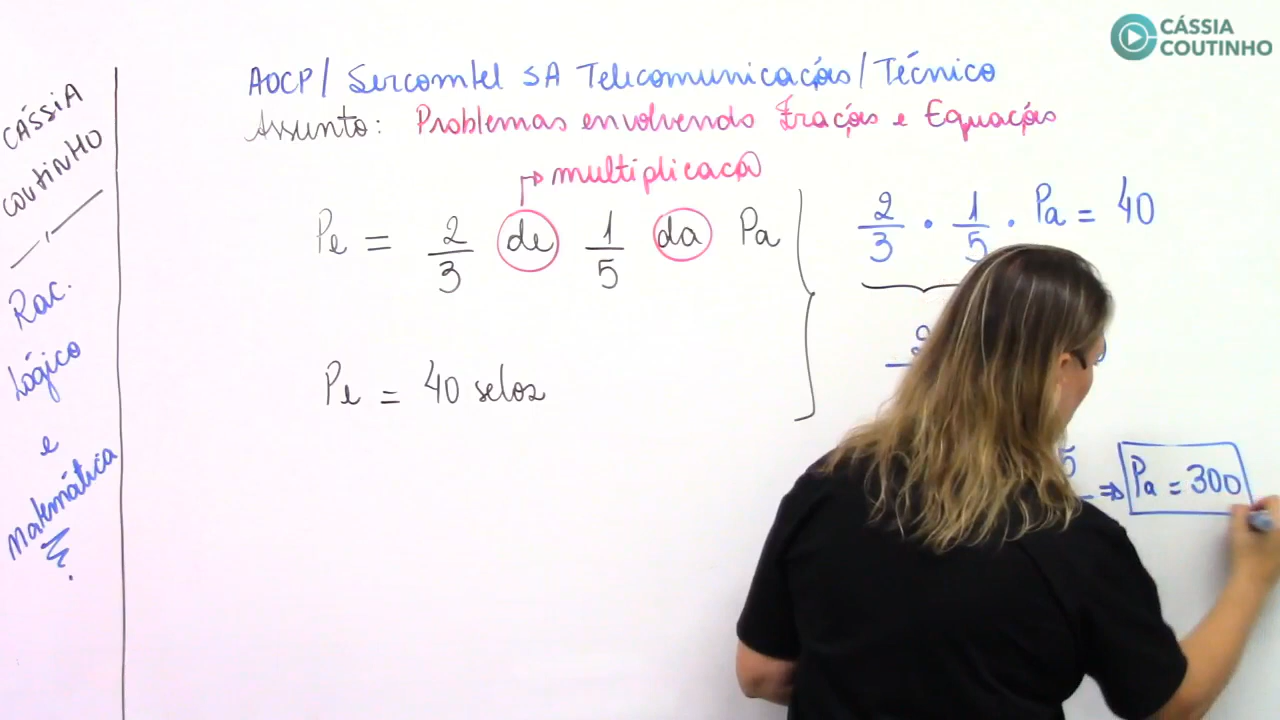 CÁSSIA
COUTINHO
CÁSSIA
COUTINHO
Rac.
Lógico
e
Matemática
AOCP/ Sercomtel SA Telecomunicações/Técnico
Assunto: Problemas envolvendo Frações e Equações
multiplicaca
Pe = 2/3 de 1/5 da Pa
Pe = 40 selos
2/3 · 1/5 · Pa = 40
⇒ Pa = 300